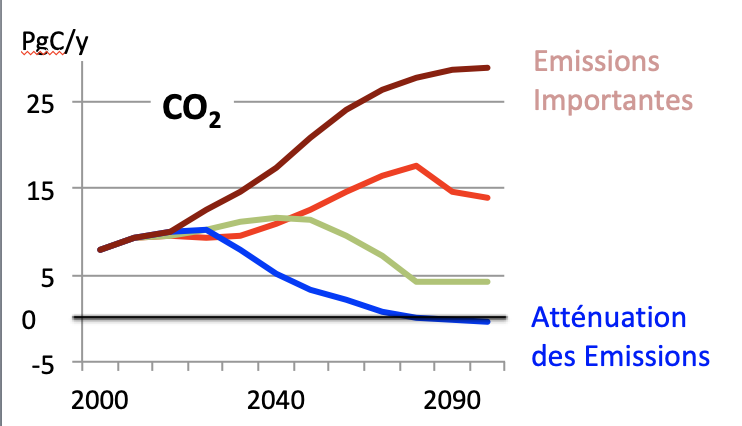 PgC/y
Emissions
Importantes
25
CO₂
15
5
0
Atténuation
des Emissions
-5
2000 2040 2090